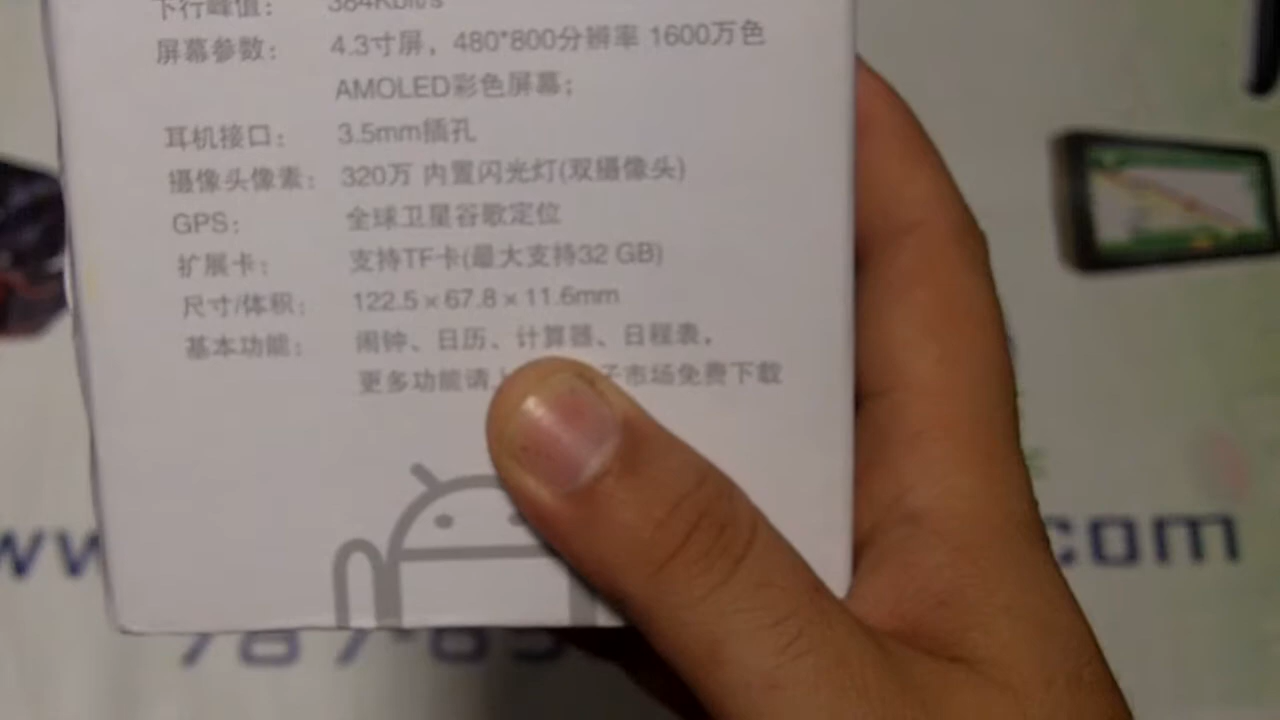 下行峰值： 384Kbit/s
屏幕参数： 4.3寸屏，480*800分辨率 1600万色
AMOLED彩色屏幕；
耳机接口： 3.5mm插孔
摄像头像素： 320万 内置闪光灯(双摄像头)
GPS： 全球卫星谷歌定位
扩展卡： 支持TF卡(最大支持32 GB)
尺寸/体积： 122.5 x 67.8 x 11.6mm
基本功能： 闹钟、日历、计算器、日程表，
更多功能请 子市场免费下载
com